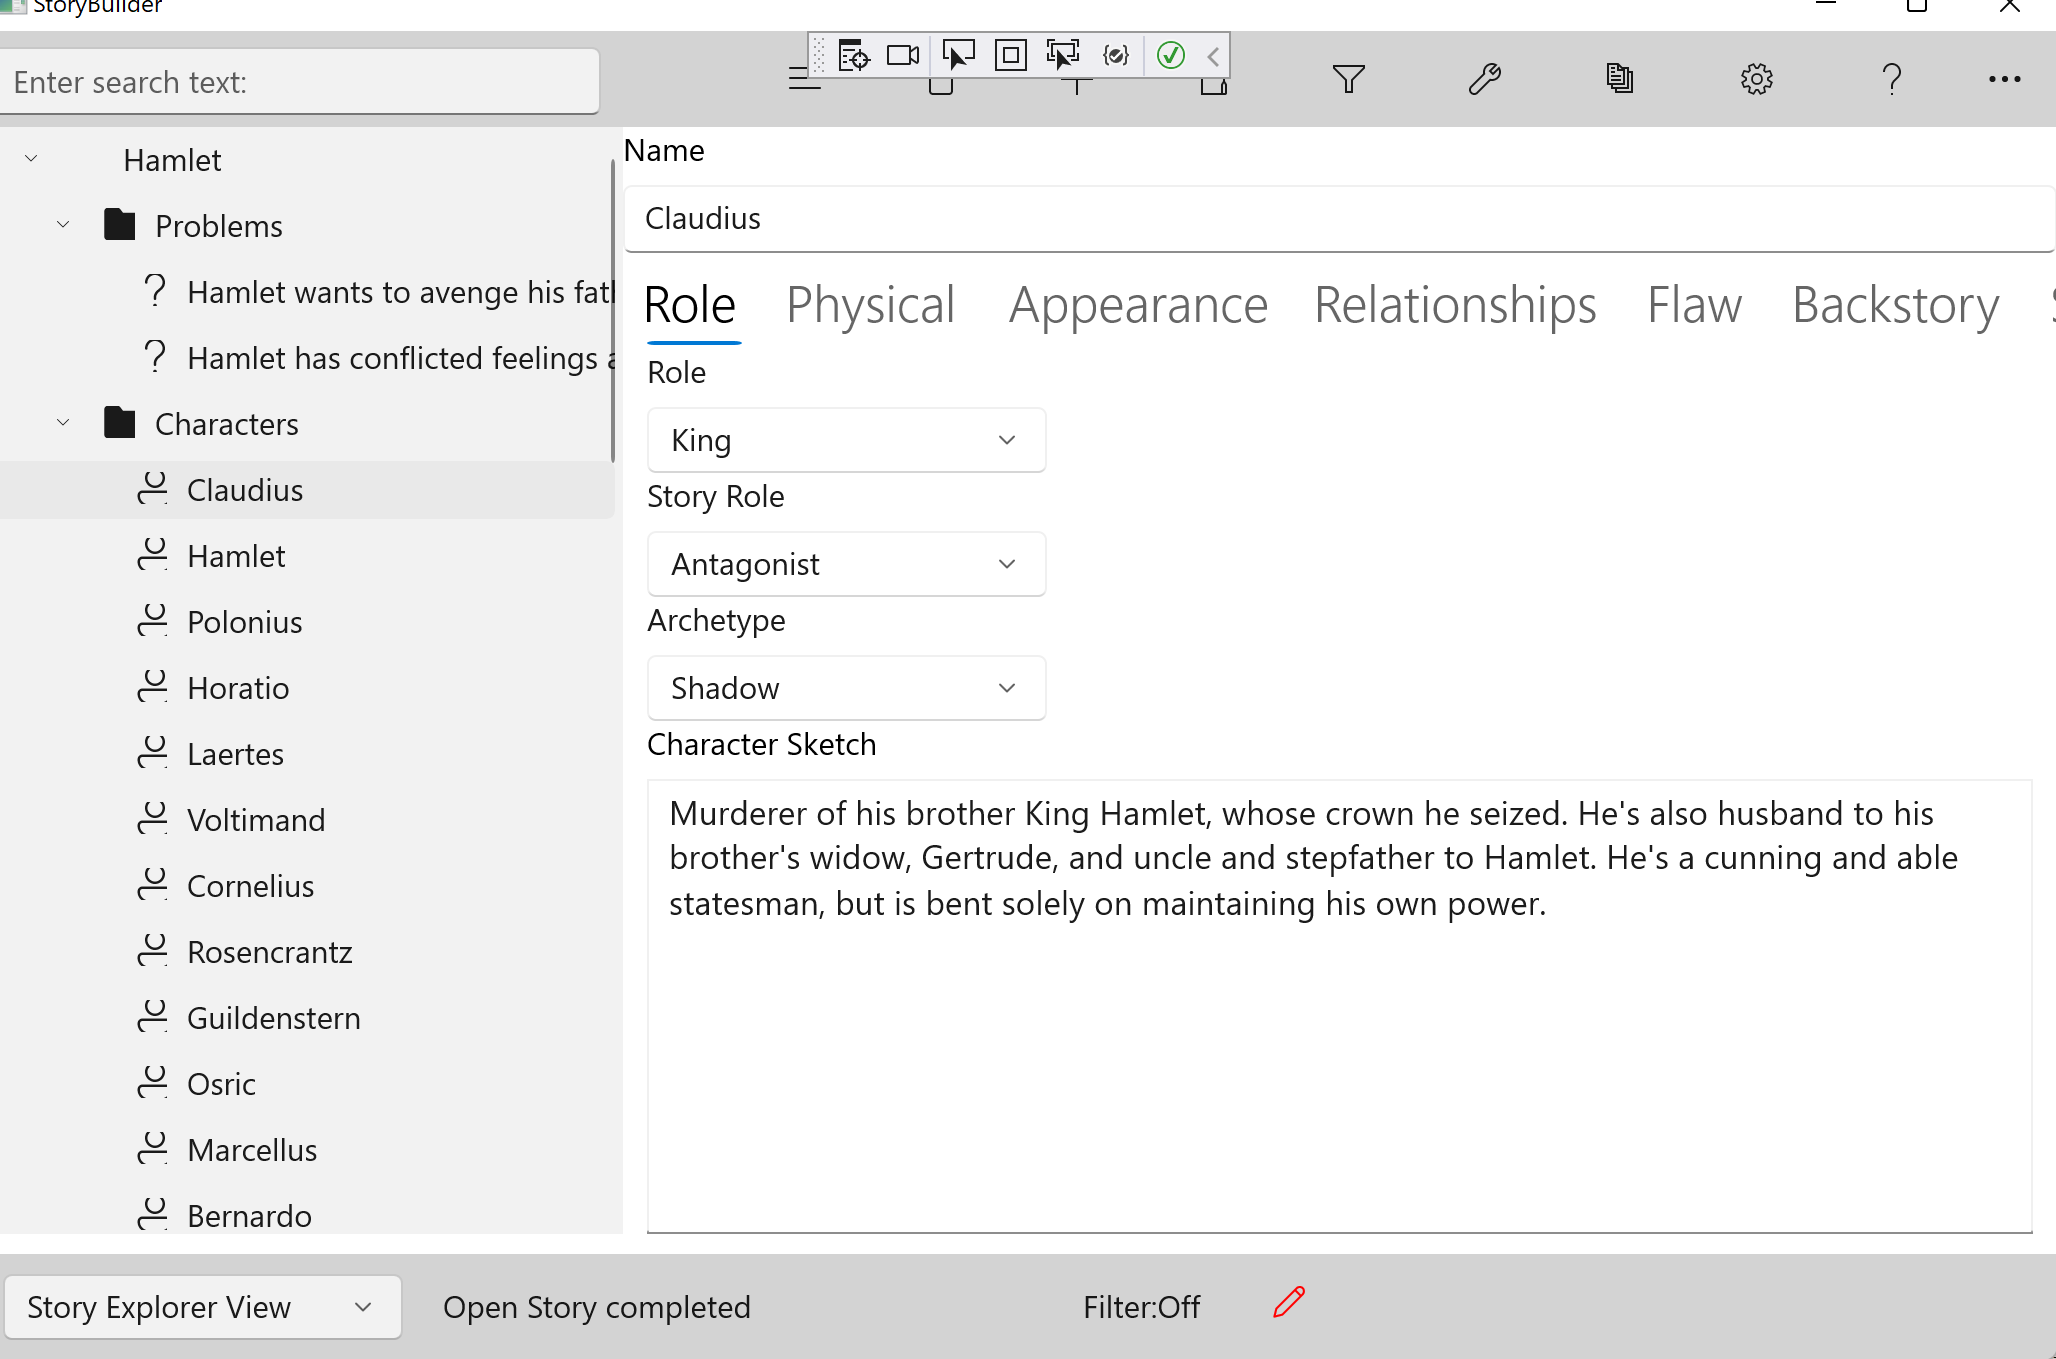 StoryBuilder
Enter search text:
Hamlet
Problems
Hamlet wants to avenge his fat
Hamlet has conflicted feelings
Characters
Claudius
Hamlet
Polonius
Horatio
Laertes
Voltimand
Cornelius
Rosencrantz
Guildenstern
Osric
Marcellus
Bernardo
Name
Claudius
Role Physical Appearance Relationships Flaw Backstory
Role
King
Story Role
Antagonist
Archetype
Shadow
Character Sketch
Murderer of his brother King Hamlet, whose crown he seized. He's also husband to his
brother's widow, Gertrude, and uncle and stepfather to Hamlet. He's a cunning and able
statesman, but is bent solely on maintaining his own power.
Story Explorer View
Open Story completed
Filter:Off